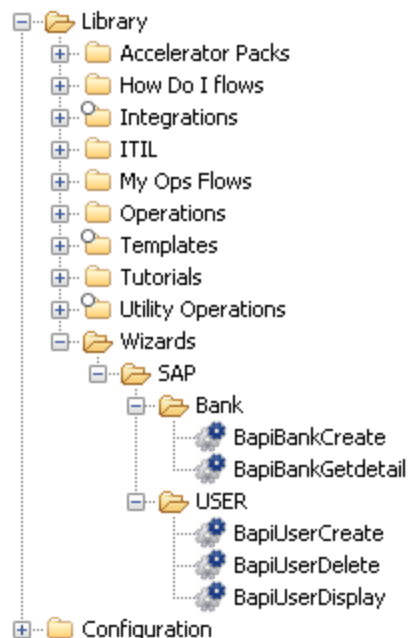 Library
Accelerator Packs
How Do I flows
Integrations
ITIL
My Ops Flows
Operations
Templates
Tutorials
Utility Operations
Wizards
SAP
Bank
BapiBankCreate
BapiBankGetdetail
USER
BapiUserCreate
BapiUserDelete
BapiUserDisplay
Configuration